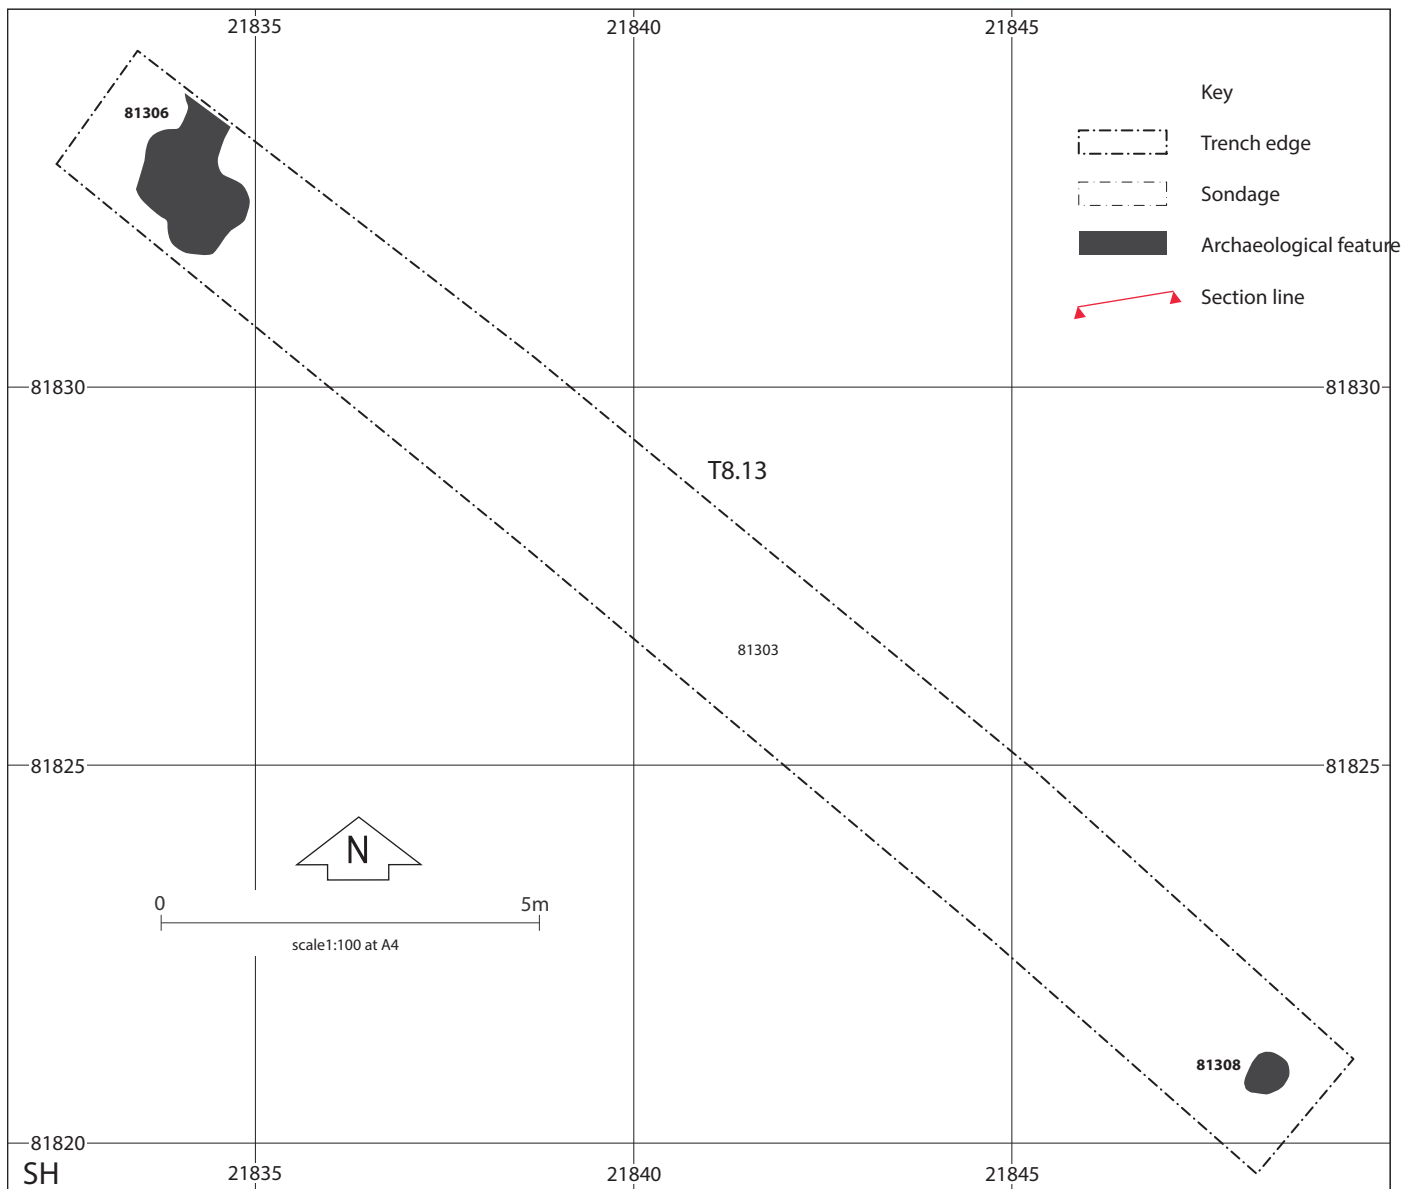 21835 21840 21845
Key
81306
Trench edge
Sondage
Archaeological feature
Section line
81830 81830
T8.13
81303
81825 81825
N
0 5m
scale1:100 at A4
81308
81820
SH
21835 21840 21845